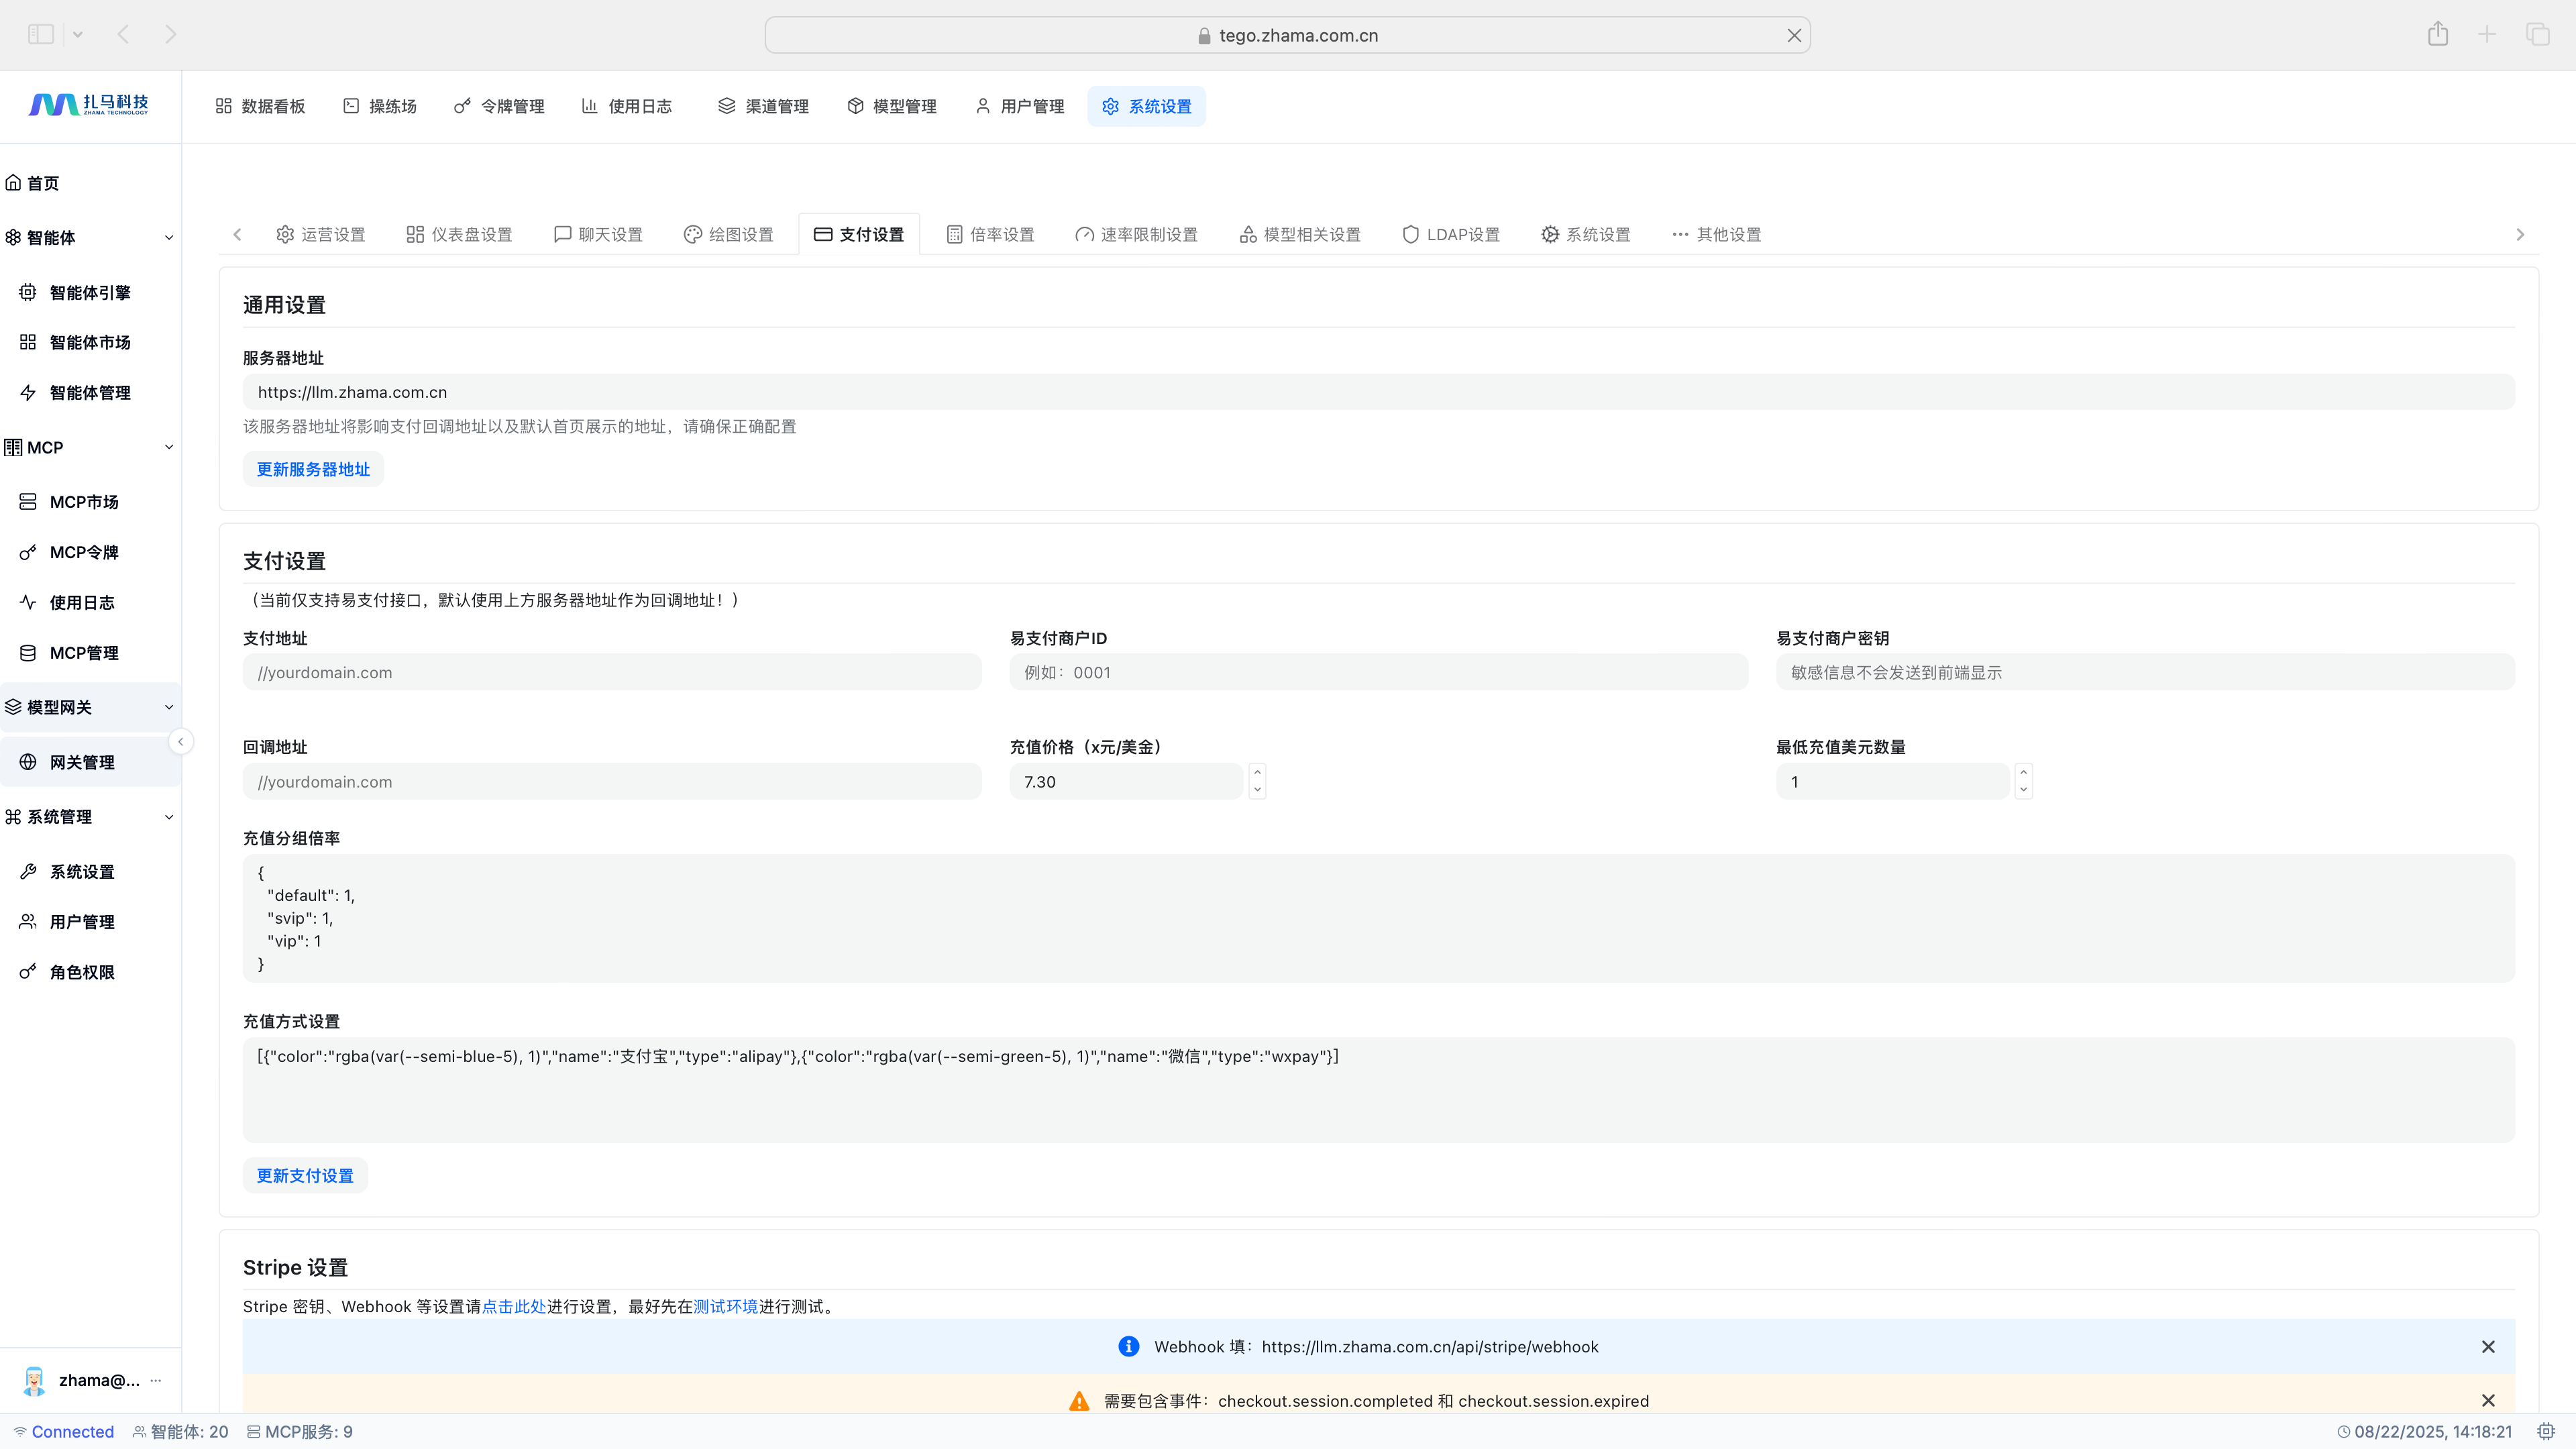 tego.zhama.com.cn
扎马科技
ZHAMA TECHNOLOGY
数据看板 操练场 令牌管理 使用日志 渠道管理 模型管理 用户管理 系统设置
首页
智能体
智能体引擎
智能体市场
智能体管理
MCP
MCP市场
MCP令牌
使用日志
MCP管理
模型网关
网关管理
系统管理
系统设置
用户管理
角色权限
zhama@... ...
运营设置 仪表盘设置 聊天设置 绘图设置 支付设置 倍率设置 速率限制设置 模型相关设置 LDAP设置 系统设置 其他设置
通用设置
服务器地址
https://llm.zhama.com.cn
该服务器地址将影响支付回调地址以及默认首页展示的地址，请确保正确配置
更新服务器地址
支付设置
（当前仅支持易支付接口，默认使用上方服务器地址作为回调地址！）
支付地址 易支付商户ID 易支付商户密钥
//yourdomain.com 例如：0001 敏感信息不会发送到前端显示
回调地址 充值价格（x元/美金） 最低充值美元数量
//yourdomain.com 7.30 1
充值分组倍率
{
"default": 1,
"svip": 1,
"vip": 1
}
充值方式设置
[{"color":"rgba(var(--semi-blue-5), 1)","name":"支付宝","type":"alipay"},{"color":"rgba(var(--semi-green-5), 1)","name":"微信","type":"wxpay"}]
更新支付设置
Stripe 设置
Stripe 密钥、Webhook 等设置请点击此处进行设置，最好先在测试环境进行测试。
Webhook 填：https://llm.zhama.com.cn/api/stripe/webhook
需要包含事件：checkout.session.completed 和 checkout.session.expired
Connected 智能体: 20 MCP服务: 9 08/22/2025, 14:18:21